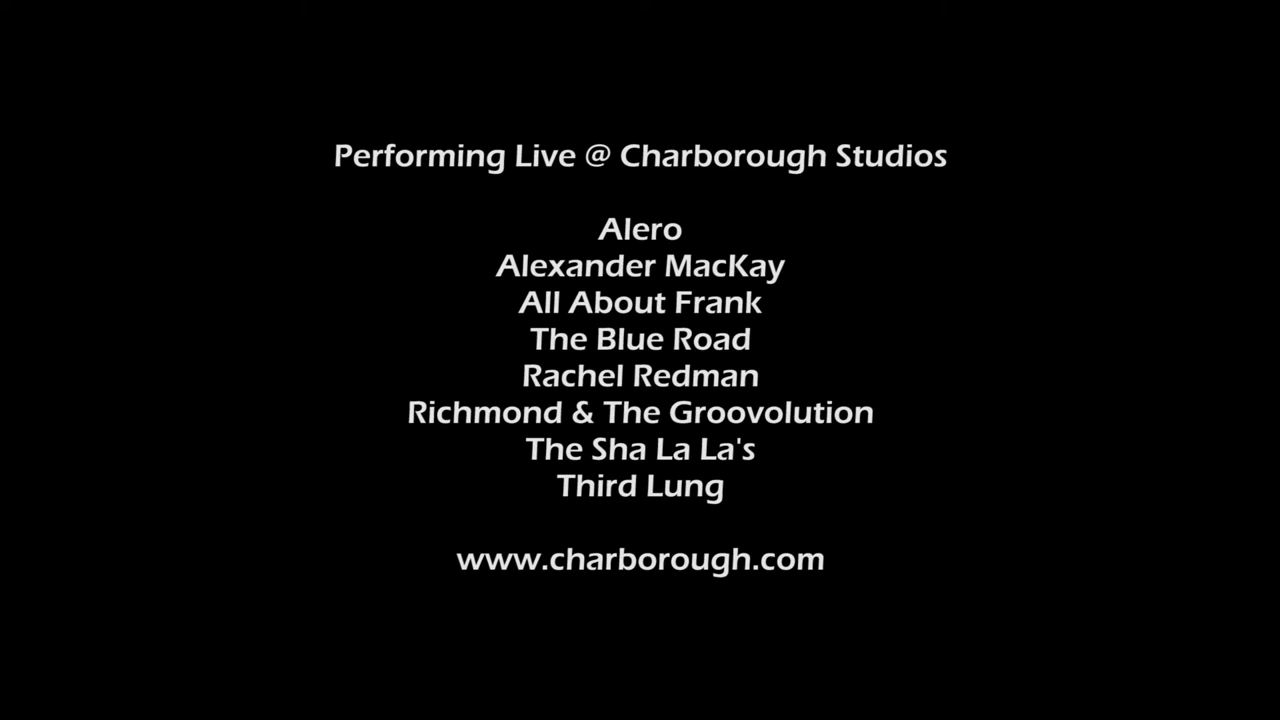 Performing Live @ Charborough Studios
Alero
Alexander MacKay
All About Frank
The Blue Road
Rachel Redman
Richmond & The Groovolution
The Sha La La's
Third Lung
www.charborough.com